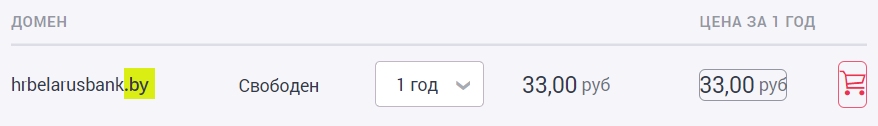 ДОМЕН ЦЕНА ЗА 1 ГОД
hrbelarusbank.by Свободен 1 год 33,00 руб 33,00 руб